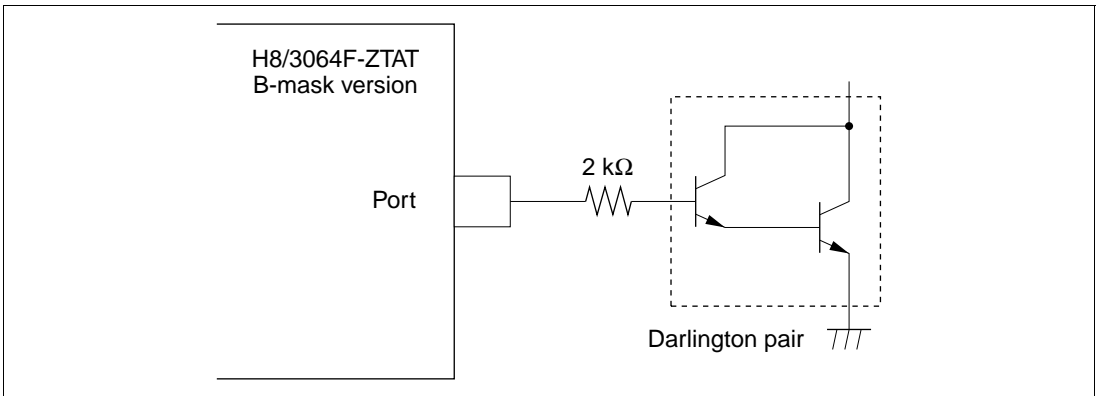 H8/3064F-ZTAT
B-mask version
Port
2 kΩ
Darlington pair